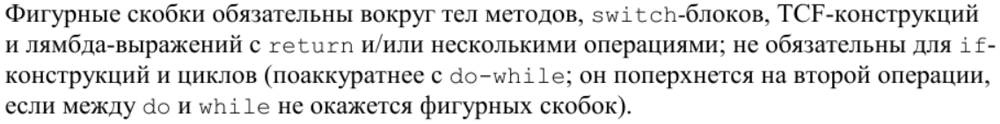 Фигурные скобки обязательны вокруг тел методов, switch-блоков, TCF-конструкций
и лямбда-выражений с return и/или несколькими операциями; не обязательны для if-
конструкций и циклов (поаккуратнее с do-while; он поперхнется на второй операции,
если между do и while не окажется фигурных скобок).